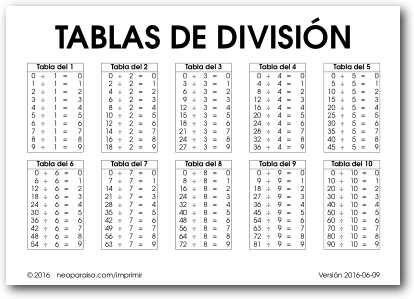 TABLAS DE DIVISIÓN
Tabla del 1
0 ÷ 1 = 0
1 ÷ 1 = 1
2 ÷ 1 = 2
3 ÷ 1 = 3
4 ÷ 1 = 4
5 ÷ 1 = 5
6 ÷ 1 = 6
7 ÷ 1 = 7
8 ÷ 1 = 8
9 ÷ 1 = 9
Tabla del 2
0 ÷ 2 = 0
2 ÷ 2 = 1
4 ÷ 2 = 2
6 ÷ 2 = 3
8 ÷ 2 = 4
10 ÷ 2 = 5
12 ÷ 2 = 6
14 ÷ 2 = 7
16 ÷ 2 = 8
18 ÷ 2 = 9
Tabla del 3
0 ÷ 3 = 0
3 ÷ 3 = 1
6 ÷ 3 = 2
9 ÷ 3 = 3
12 ÷ 3 = 4
15 ÷ 3 = 5
18 ÷ 3 = 6
21 ÷ 3 = 7
24 ÷ 3 = 8
27 ÷ 3 = 9
Tabla del 4
0 ÷ 4 = 0
4 ÷ 4 = 1
8 ÷ 4 = 2
12 ÷ 4 = 3
16 ÷ 4 = 4
20 ÷ 4 = 5
24 ÷ 4 = 6
28 ÷ 4 = 7
32 ÷ 4 = 8
36 ÷ 4 = 9
Tabla del 5
0 ÷ 5 = 0
5 ÷ 5 = 1
10 ÷ 5 = 2
15 ÷ 5 = 3
20 ÷ 5 = 4
25 ÷ 5 = 5
30 ÷ 5 = 6
35 ÷ 5 = 7
40 ÷ 5 = 8
45 ÷ 5 = 9
Tabla del 6
0 ÷ 6 = 0
6 ÷ 6 = 1
12 ÷ 6 = 2
18 ÷ 6 = 3
24 ÷ 6 = 4
30 ÷ 6 = 5
36 ÷ 6 = 6
42 ÷ 6 = 7
48 ÷ 6 = 8
54 ÷ 6 = 9
Tabla del 7
0 ÷ 7 = 0
7 ÷ 7 = 1
14 ÷ 7 = 2
21 ÷ 7 = 3
28 ÷ 7 = 4
35 ÷ 7 = 5
42 ÷ 7 = 6
49 ÷ 7 = 7
56 ÷ 7 = 8
63 ÷ 7 = 9
Tabla del 8
0 ÷ 8 = 0
8 ÷ 8 = 1
16 ÷ 8 = 2
24 ÷ 8 = 3
32 ÷ 8 = 4
40 ÷ 8 = 5
48 ÷ 8 = 6
56 ÷ 8 = 7
64 ÷ 8 = 8
72 ÷ 8 = 9
Tabla del 9
0 ÷ 9 = 0
9 ÷ 9 = 1
18 ÷ 9 = 2
27 ÷ 9 = 3
36 ÷ 9 = 4
45 ÷ 9 = 5
54 ÷ 9 = 6
63 ÷ 9 = 7
72 ÷ 9 = 8
81 ÷ 9 = 9
Tabla del 10
0 ÷ 10 = 0
10 ÷ 10 = 1
20 ÷ 10 = 2
30 ÷ 10 = 3
40 ÷ 10 = 4
50 ÷ 10 = 5
60 ÷ 10 = 6
70 ÷ 10 = 7
80 ÷ 10 = 8
90 ÷ 10 = 9
© 2016 neoparaiso.com/imprimir
Versión 2016-06-09